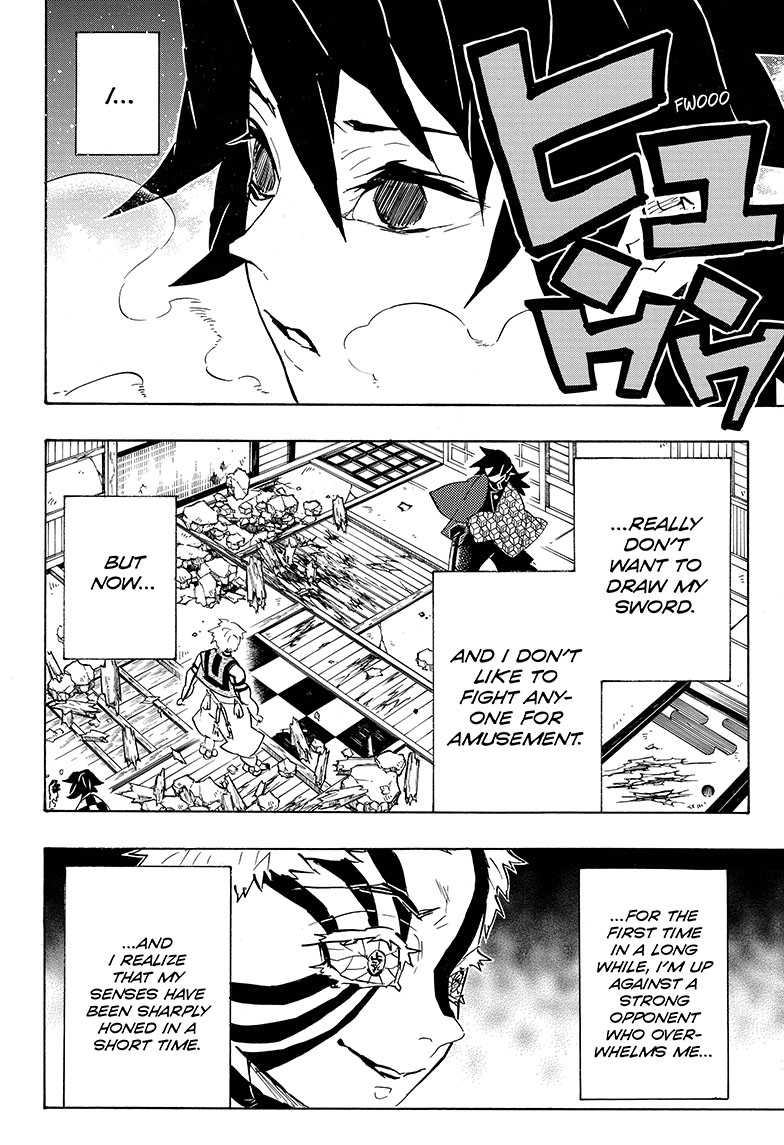 I...
ヒュ
FWOOO
ゥゥ
...REALLY
DON'T
WANT TO
DRAW MY
SWORD.
AND I DON'T
LIKE TO
FIGHT ANY-
ONE FOR
AMUSEMENT.
BUT
NOW...
...FOR THE
FIRST TIME
IN A LONG
WHILE, I'M UP
AGAINST A
STRONG
OPPONENT
WHO OVER-
WHELMS ME...
...AND
I REALIZE
THAT MY
SENSES HAVE
BEEN SHARPLY
HONED IN A
SHORT TIME.